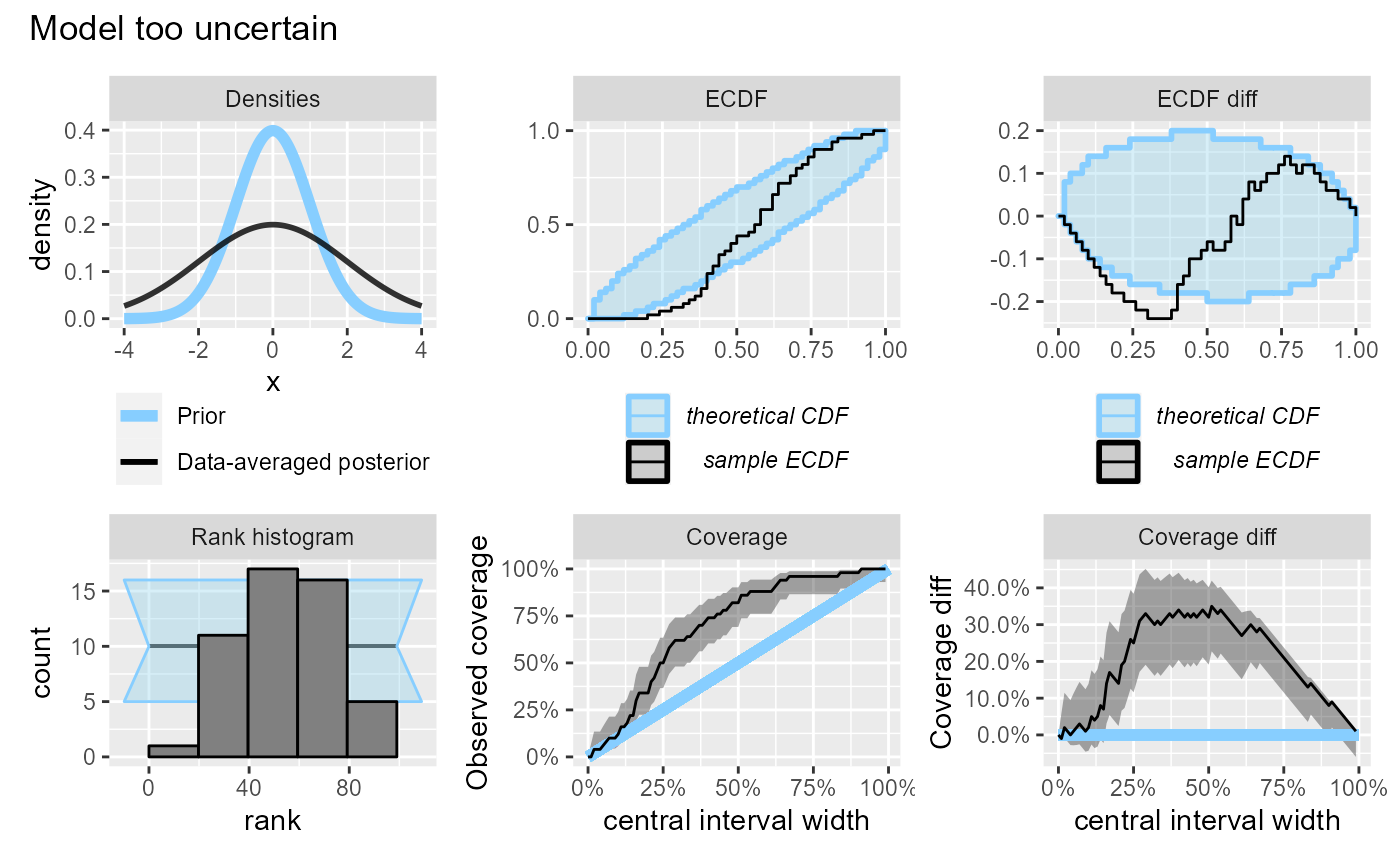 Model too uncertain
Densities
ECDF
ECDF diff
density
0.4
0.3
0.2
0.1
0.0
-4 -2 0 2 4
x
Prior
Data-averaged posterior
1.0
0.5
0.0
0.00 0.25 0.50 0.75 1.00
theoretical CDF
sample ECDF
0.2
0.1
0.0
-0.1
-0.2
0.00 0.25 0.50 0.75 1.00
theoretical CDF
sample ECDF
Rank histogram
Coverage
Coverage diff
count
15
10
5
0
0 40 80
rank
Observed coverage
100%
75%
50%
25%
0%
0% 25% 50% 75% 100%
central interval width
Coverage diff
40.0%
30.0%
20.0%
10.0%
0.0%
0% 25% 50% 75% 100%
central interval width